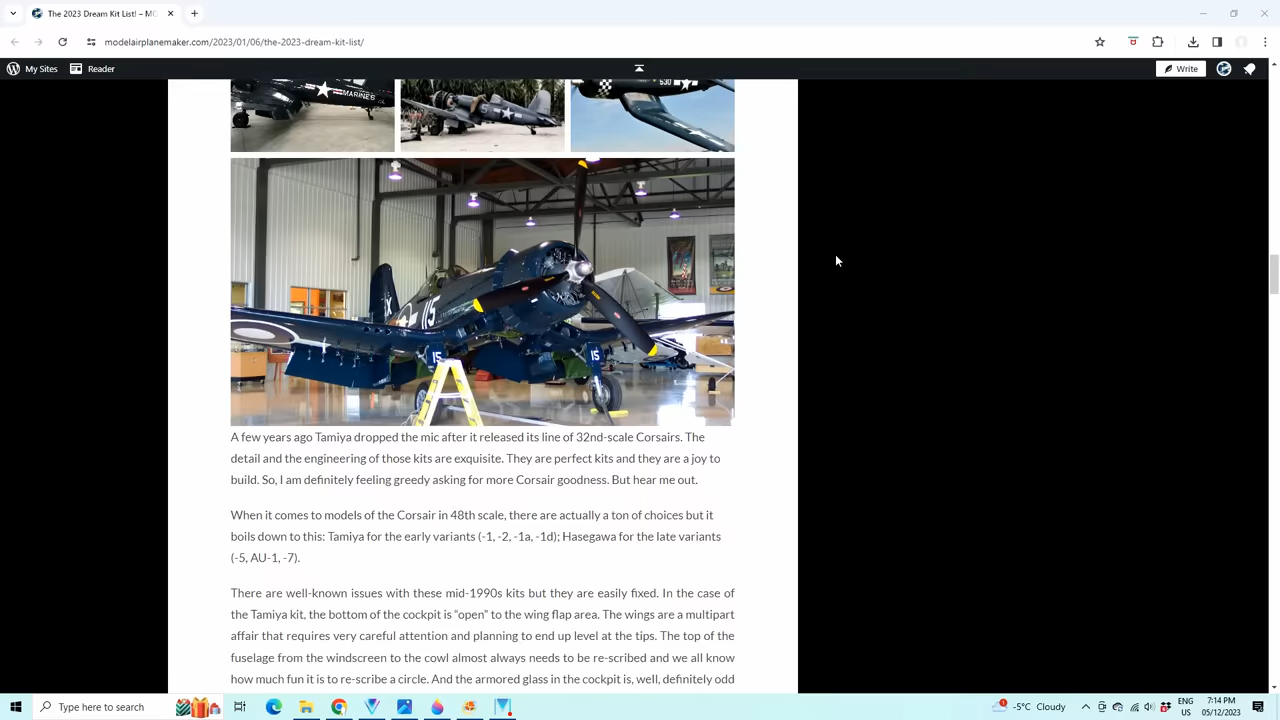 The 2023 Dream Kit List! – MO
modelairplanemaker.com/2023/01/06/the-2023-dream-kit-list/
My Sites
Reader
Write
MARINES
530
115
15
15
A few years ago Tamiya dropped the mic after it released its line of 32nd-scale Corsairs. The
detail and the engineering of those kits are exquisite. They are perfect kits and they are a joy to
build. So, I am definitely feeling greedy asking for more Corsair goodness. But hear me out.
When it comes to models of the Corsair in 48th scale, there are actually a ton of choices but it
boils down to this: Tamiya for the early variants (-1, -2, -1a, -1d); Hasegawa for the late variants
(-5, AU-1, -7).
There are well-known issues with these mid-1990s kits but they are easily fixed. In the case of
the Tamiya kit, the bottom of the cockpit is “open” to the wing flap area. The wings are a multipart
affair that requires very careful attention and planning to end up level at the tips. The top of the
fuselage from the windscreen to the cowl almost always needs to be re-scribed and we all know
how much fun it is to re-scribe a circle. And the armored glass in the cockpit is, well, definitely odd
Type here to search
1
-5°C Cloudy
ENG
US
7:14 PM
05/12/2023